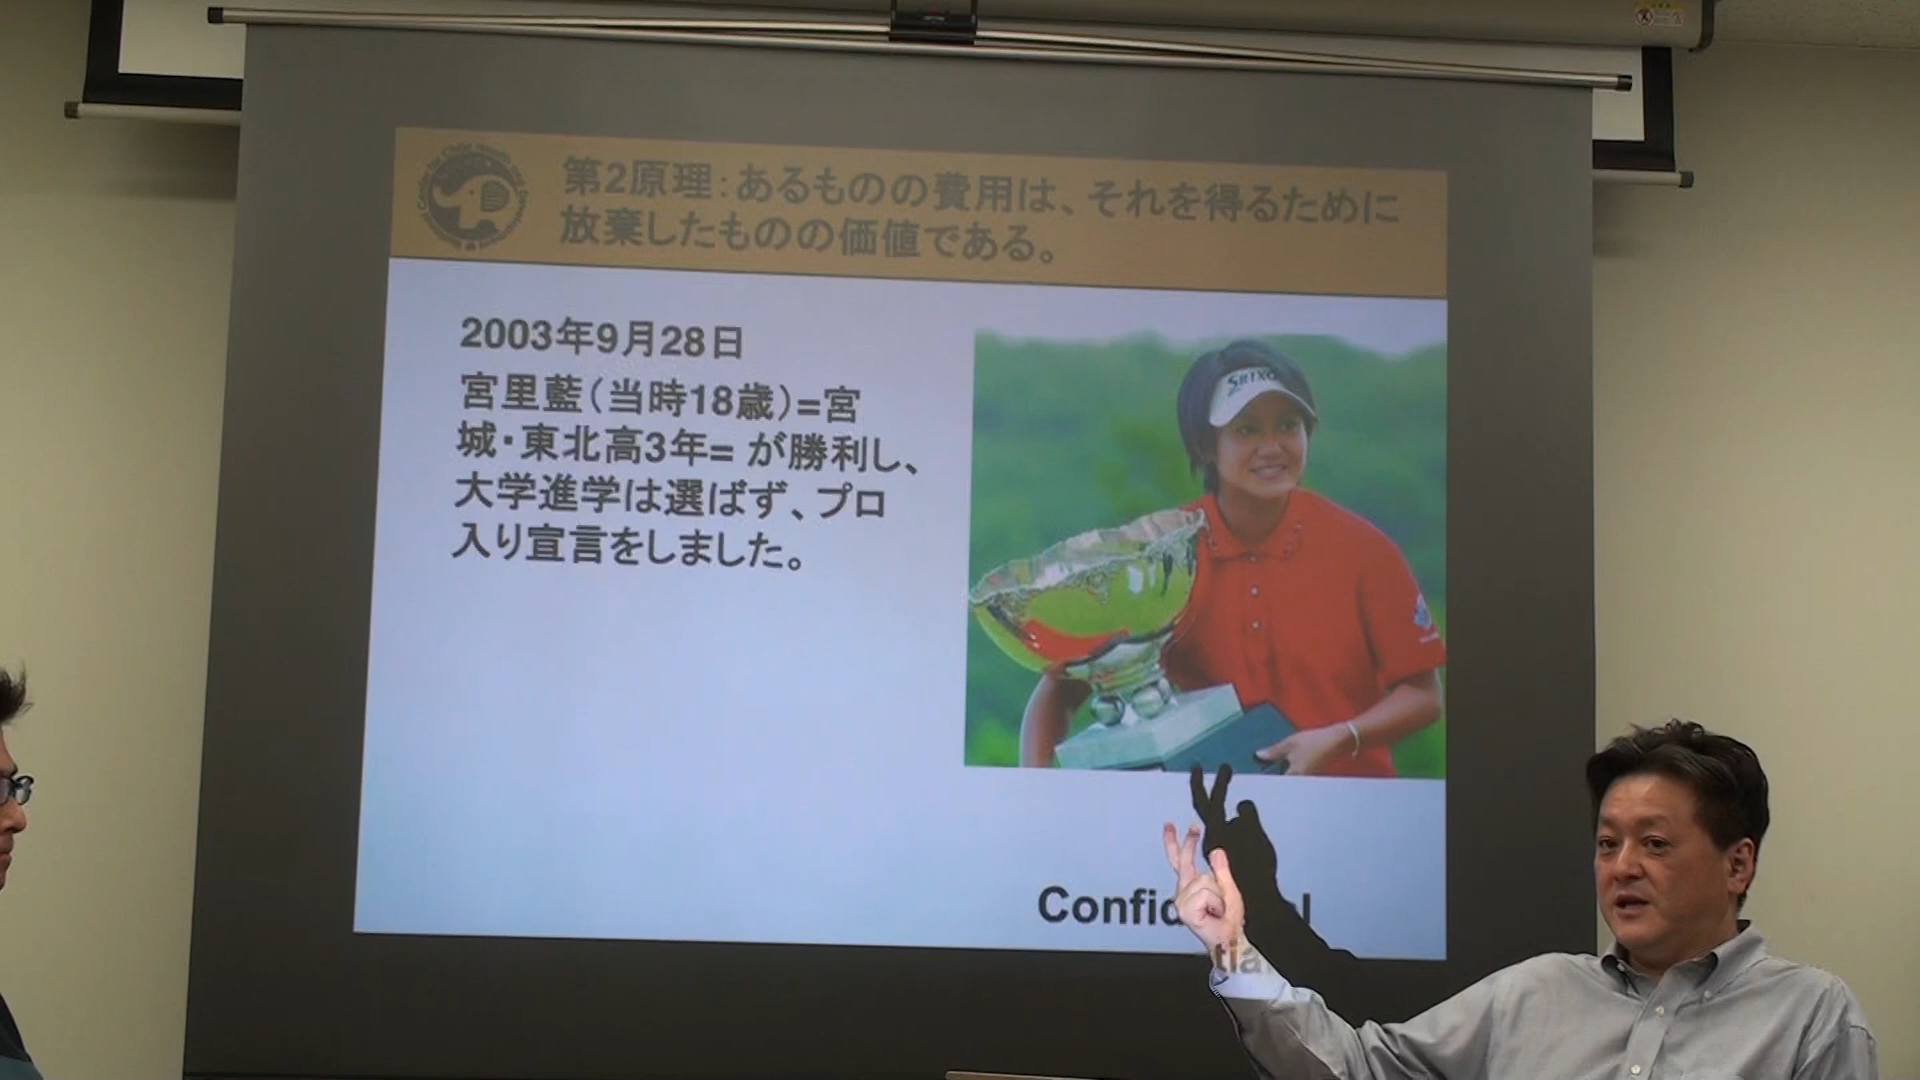 第2原理：あるものの費用は、それを得るために
放棄したものの価値である。
2003年9月28日
宮里藍（当時18歳）=宮
城・東北高3年= が勝利し、
大学進学は選ばず、プロ
入り宣言をしました。
SRIXON